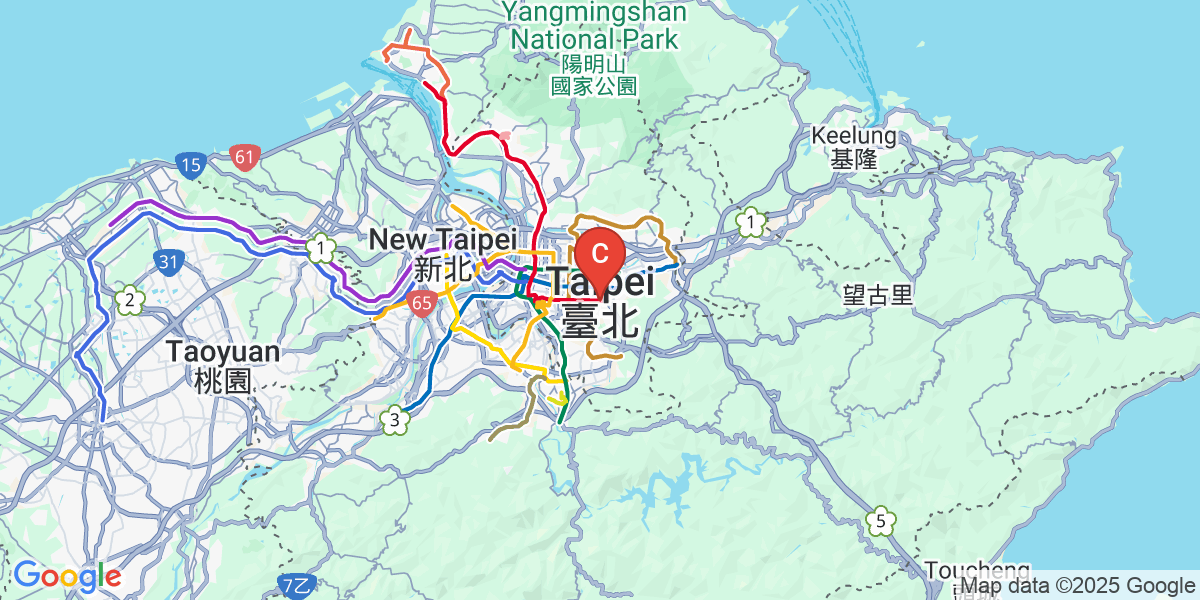 Yangmingshan
National Park
陽明山
國家公園
Keelung
基隆
61
15
1
1
New Taipei
新北
C
Taipei
臺北
31
2
65
望古里
Taoyuan
桃園
3
5
7乙
Toucheng
Google
Map data ©2025 Google